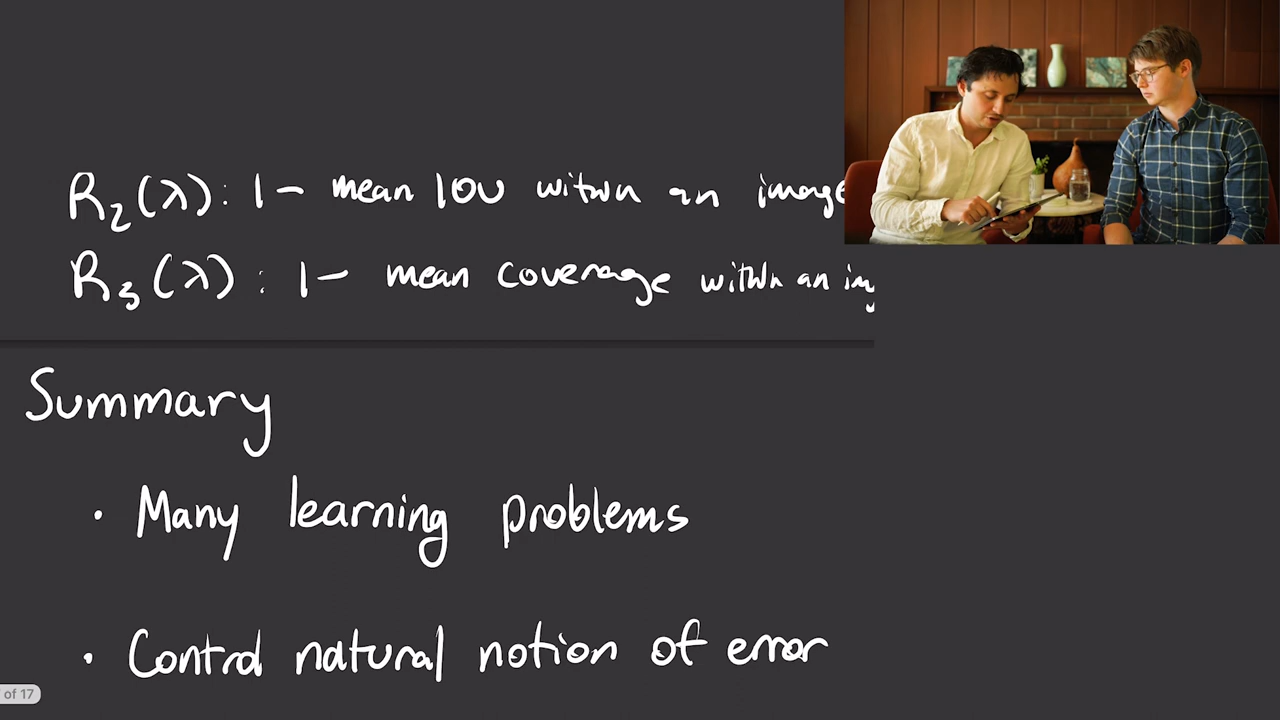 R₂(λ): 1 – mean IOU within an image
R₃(λ): 1 – mean coverage within an
Summary
· Many learning problems
· Control natural notion of error
of 17